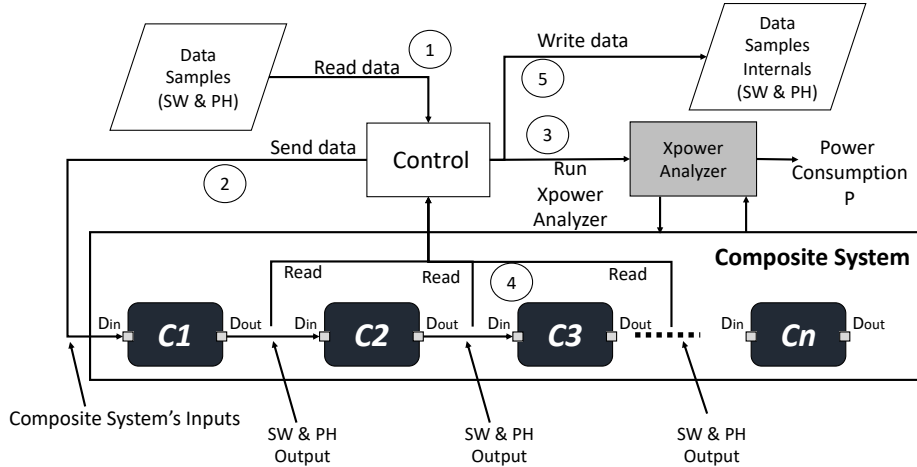 Data
Samples
(SW & PH)
1
Read data
Write data
5
Data
Samples
Internals
(SW & PH)
Send data
2
Control
3
Run
Xpower
Analyzer
Xpower
Analyzer
Power
Consumption
P
Composite System
Read
Read
4
Read
Din
C1
Dout
Din
C2
Dout
Din
C3
Dout
Din
Cn
Dout
Composite System's Inputs
SW & PH
Output
SW & PH
Output
SW & PH
Output